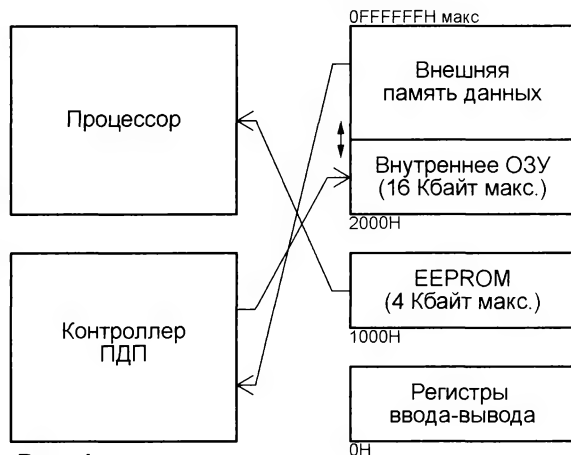 0FFFFFFH макс
Внешняя
память данных
Процессор
Внутреннее ОЗУ
(16 Кбайт макс.)
2000H
EEPROM
(4 Кбайт макс.)
1000H
Контроллер
ПДП
Регистры
ввода-вывода
0H